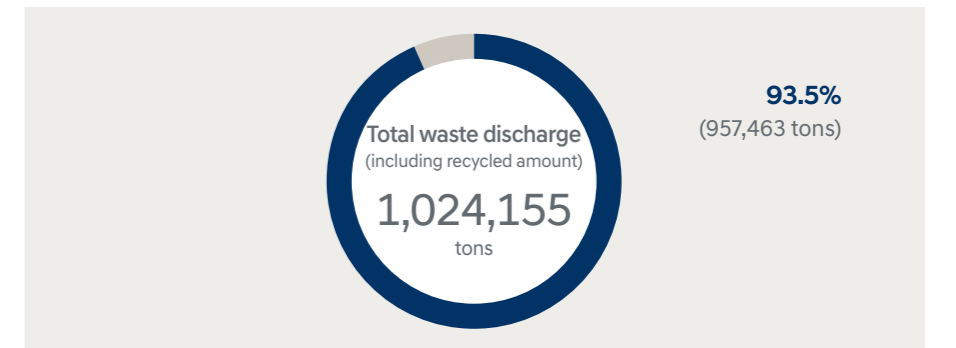 Total waste discharge
(including recycled amount)
1,024,155
tons
93.5%
(957,463 tons)